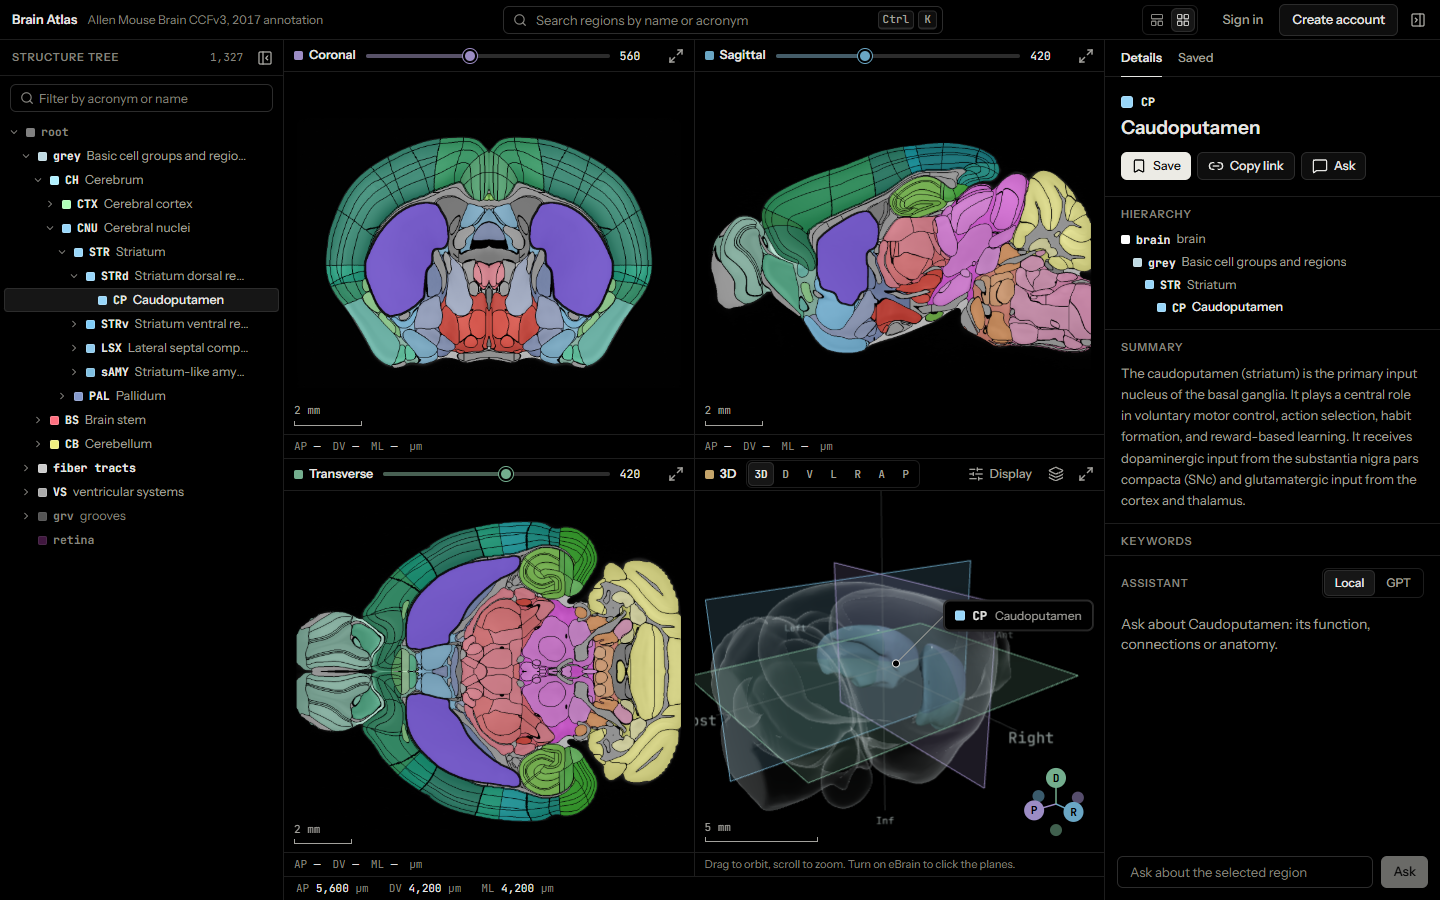 Brain Atlas Allen Mouse Brain CCFv3, 2017 annotation
Search regions by name or acronym Ctrl K
Sign in Create account
STRUCTURE TREE 1,327
Filter by acronym or name
root
grey Basic cell groups and regio...
CH Cerebrum
CTX Cerebral cortex
CNU Cerebral nuclei
STR Striatum
STRd Striatum dorsal re...
CP Caudoputamen
STRv Striatum ventral re...
LSX Lateral septal comp...
sAMY Striatum-like amy...
PAL Pallidum
BS Brain stem
CB Cerebellum
fiber tracts
VS ventricular systems
grv grooves
retina
Coronal 560
2 mm
AP — DV — ML — µm
Sagittal 420
2 mm
AP — DV — ML — µm
Transverse 420
2 mm
AP — DV — ML — µm
3D 3D D V L R A P Display
CP Caudoputamen
Left
Ant
ost
Right
Inf
D
P R
5 mm
Drag to orbit, scroll to zoom. Turn on eBrain to click the planes.
AP 5,600 µm DV 4,200 µm ML 4,200 µm
Details Saved
CP
Caudoputamen
Save Copy link Ask
HIERARCHY
brain brain
grey Basic cell groups and regions
STR Striatum
CP Caudoputamen
SUMMARY
The caudoputamen (striatum) is the primary input
nucleus of the basal ganglia. It plays a central role
in voluntary motor control, action selection, habit
formation, and reward-based learning. It receives
dopaminergic input from the substantia nigra pars
compacta (SNc) and glutamatergic input from the
cortex and thalamus.
KEYWORDS
ASSISTANT Local GPT
Ask about Caudoputamen: its function,
connections or anatomy.
Ask about the selected region Ask